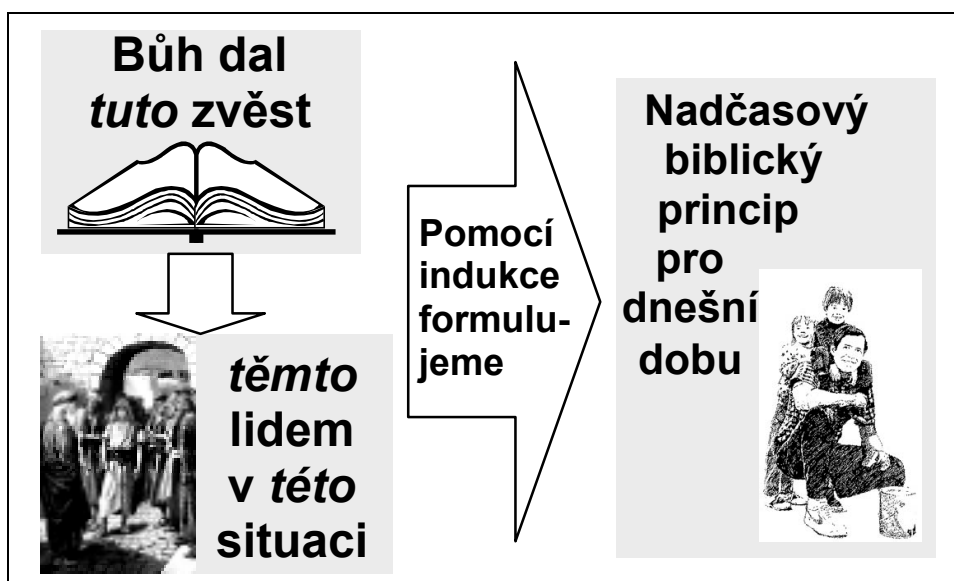 Bůh dal
tuto zvěst
těmto
lidem
v této
situaci
Pomocí
indukce
formulu-
jeme
Nadčasový
biblický
princip
pro
dnešní
dobu